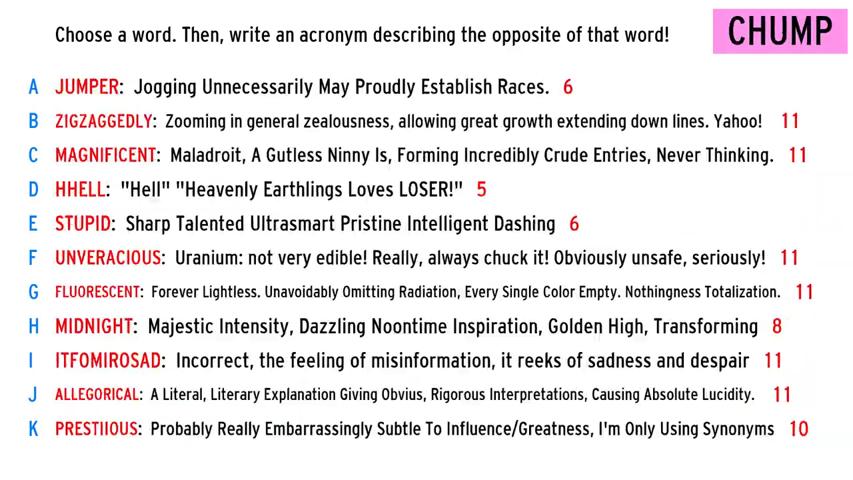 Choose a word. Then, write an acronym describing the opposite of that word!
CHUMP
A JUMPER: Jogging Unnecessarily May Proudly Establish Races. 6
B ZIGZAGGEDLY: Zooming in general zealousness, allowing great growth extending down lines. Yahoo! 11
C MAGNIFICENT: Maladroit, A Gutless Ninny Is, Forming Incredibly Crude Entries, Never Thinking. 11
D HHELL: "Hell" "Heavenly Earthlings Loves LOSER!" 5
E STUPID: Sharp Talented Ultrasmart Pristine Intelligent Dashing 6
F UNVERACIOUS: Uranium: not very edible! Really, always chuck it! Obviously unsafe, seriously! 11
G FLUORESCENT: Forever Lightless. Unavoidably Omitting Radiation, Every Single Color Empty. Nothingness Totalization. 11
H MIDNIGHT: Majestic Intensity, Dazzling Noontime Inspiration, Golden High, Transforming 8
I ITFOMIROSAD: Incorrect, the feeling of misinformation, it reeks of sadness and despair 11
J ALLEGORICAL: A Literal, Literary Explanation Giving Obvius, Rigorous Interpretations, Causing Absolute Lucidity. 11
K PRESTIIOUS: Probably Really Embarrassingly Subtle To Influence/Greatness, I'm Only Using Synonyms 10